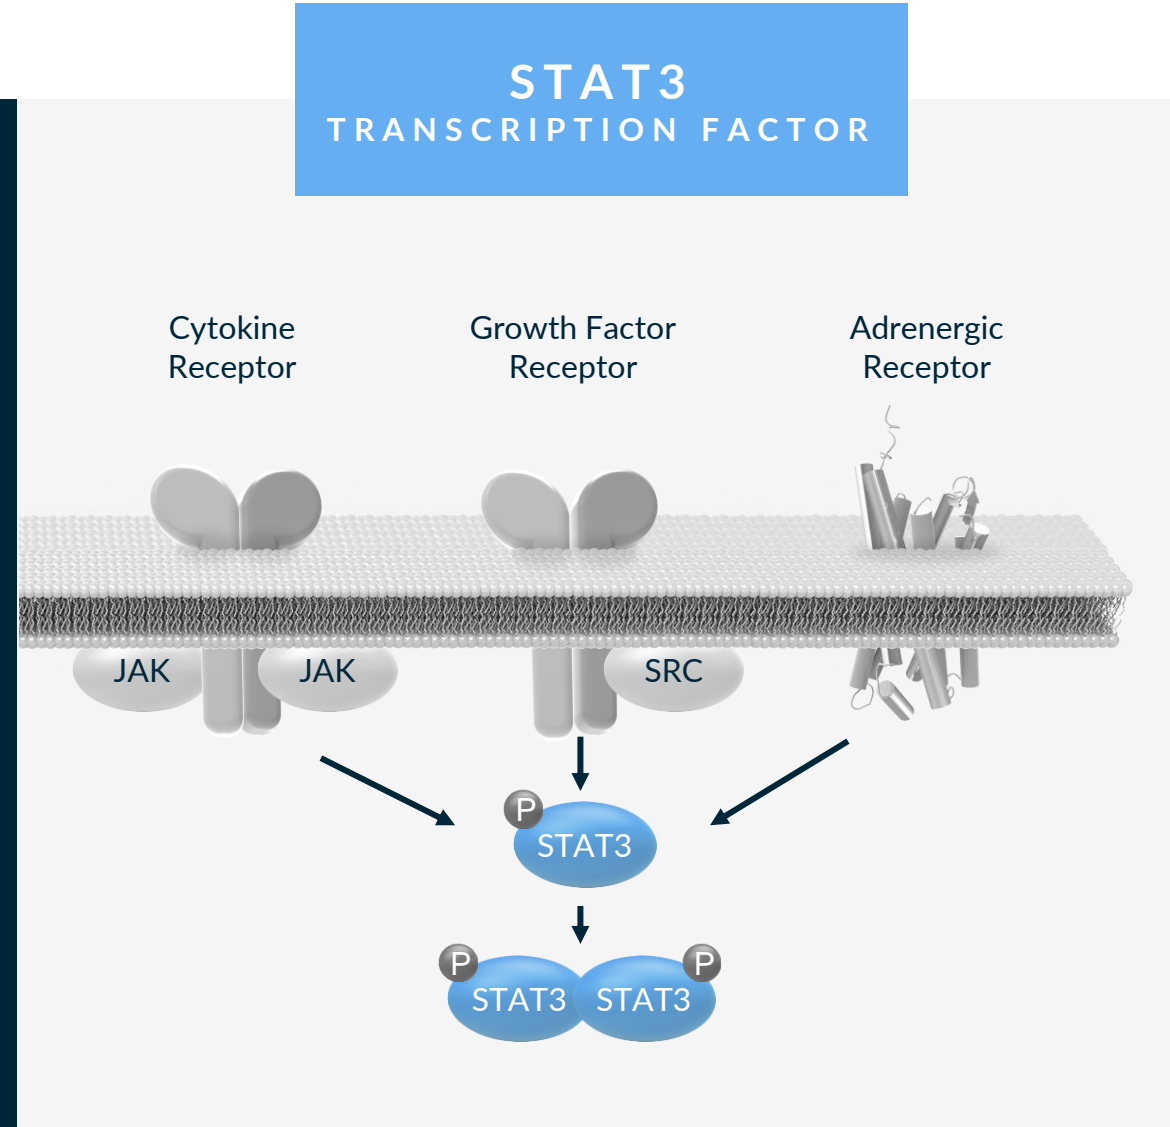 STAT3
TRANSCRIPTION FACTOR
Cytokine
Receptor
Growth Factor
Receptor
Adrenergic
Receptor
JAK
JAK
SRC
P
STAT3
P
P
STAT3
STAT3